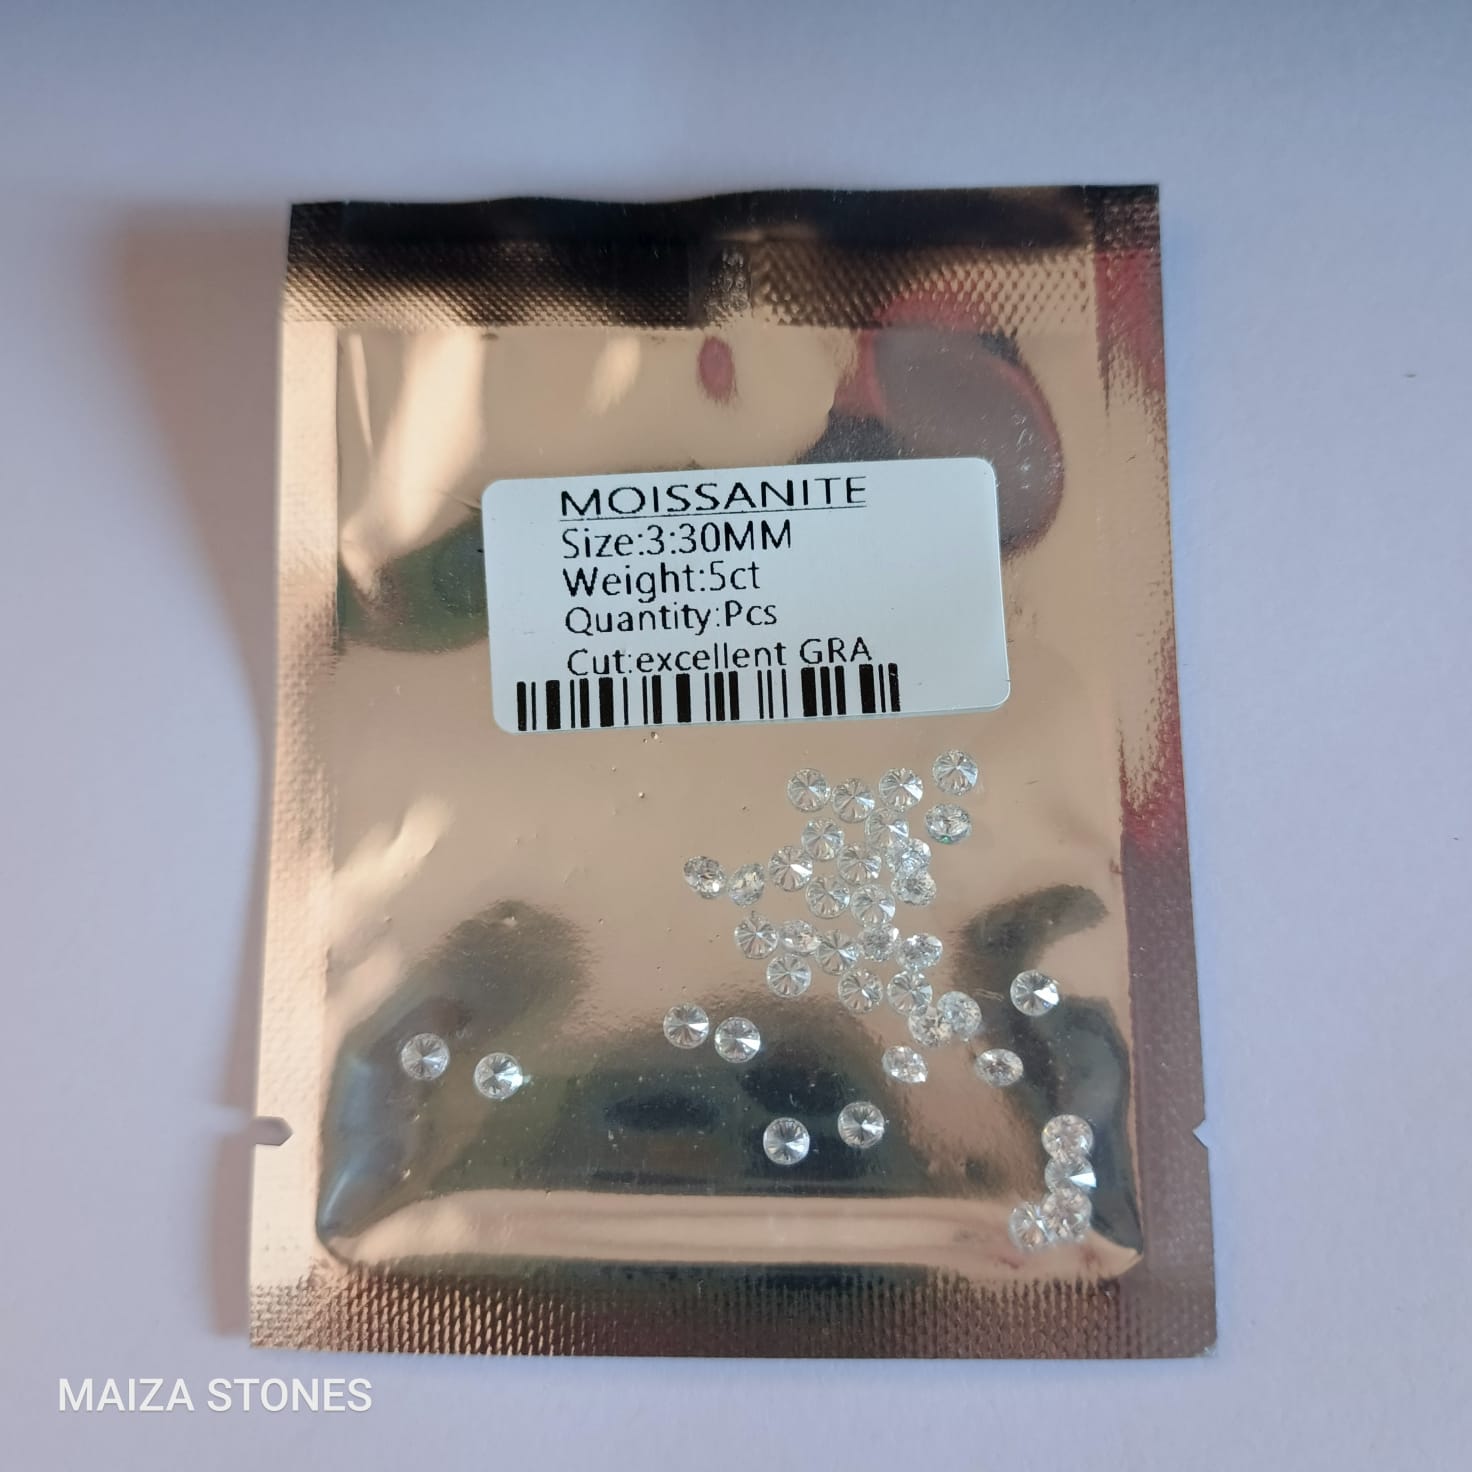 MOISSANITE
Size:3:30MM
Weight:5ct
Quantity:Pcs
Cut:excellent GRA
MAIZA STONES